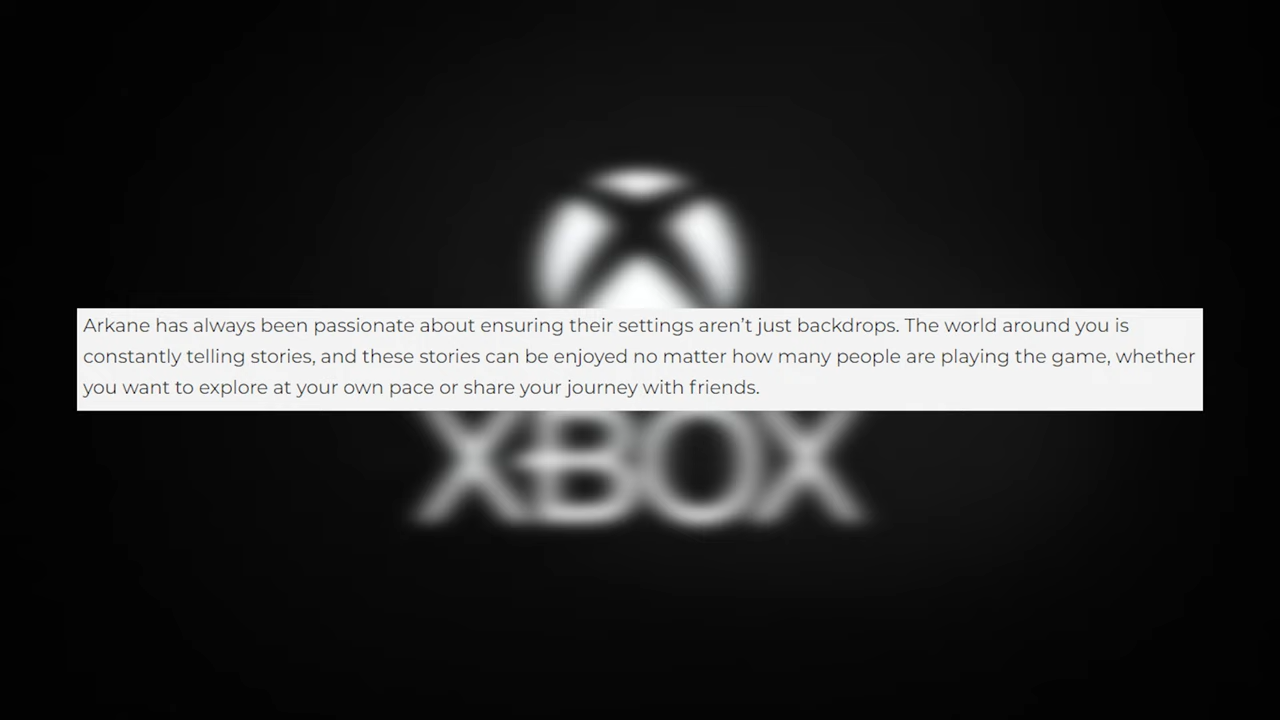 Arkane has always been passionate about ensuring their settings aren’t just backdrops. The world around you is
constantly telling stories, and these stories can be enjoyed no matter how many people are playing the game, whether
you want to explore at your own pace or share your journey with friends.
XBOX